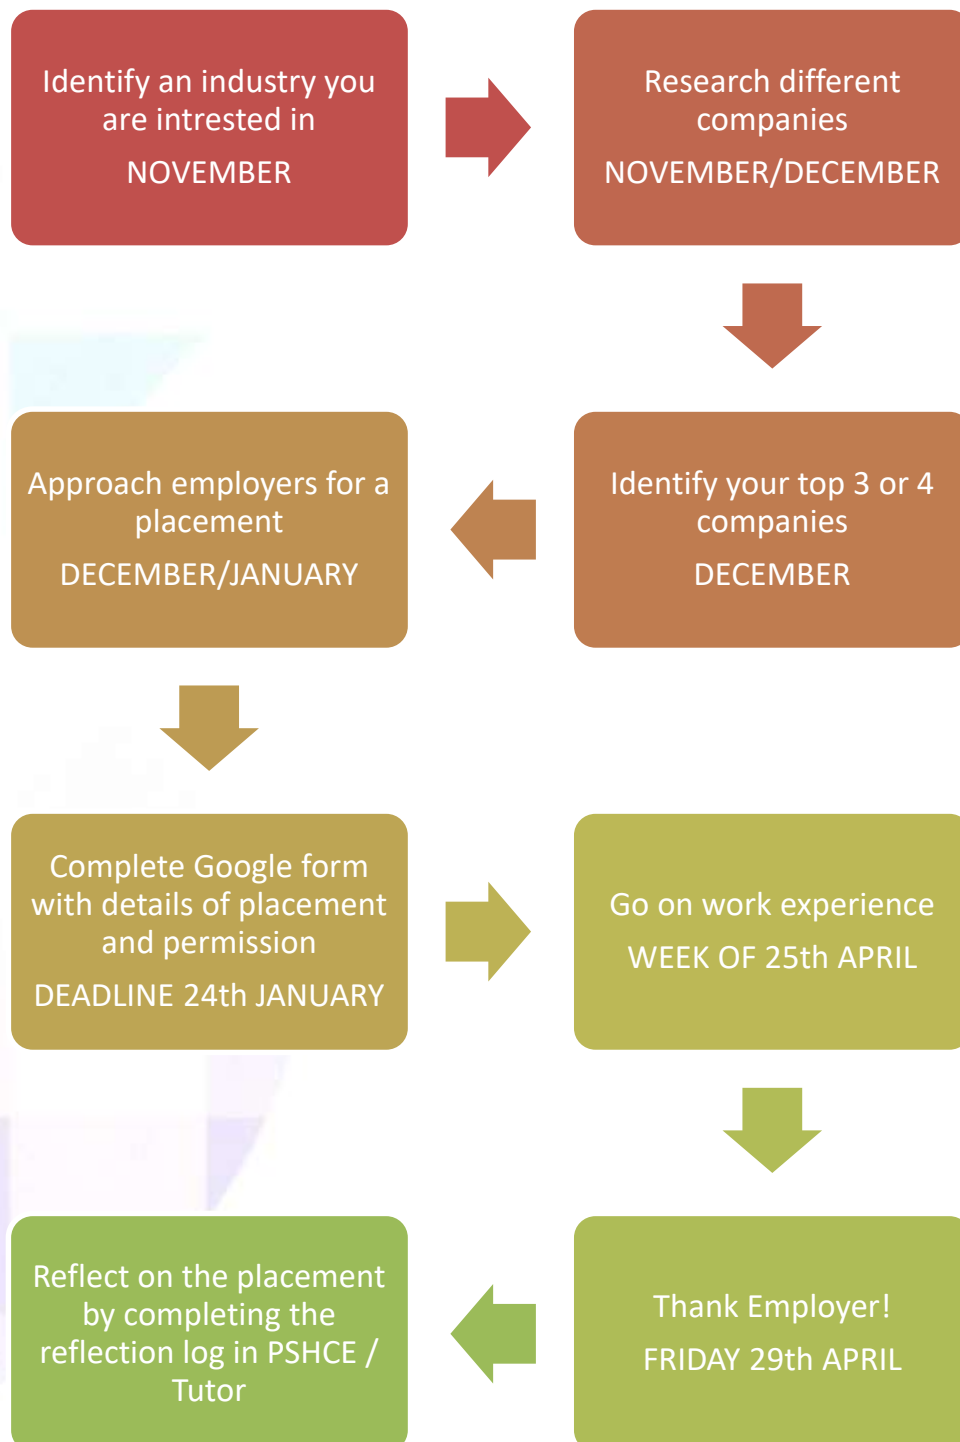 Identify an industry you
are intrested in
NOVEMBER
Research different
companies
NOVEMBER/DECEMBER
Identify your top 3 or 4
companies
DECEMBER
Approach employers for a
placement
DECEMBER/JANUARY
Complete Google form
with details of placement
and permission
DEADLINE 24th JANUARY
Go on work experience
WEEK OF 25th APRIL
Thank Employer!
FRIDAY 29th APRIL
Reflect on the placement
by completing the
reflection log in PSHCE /
Tutor